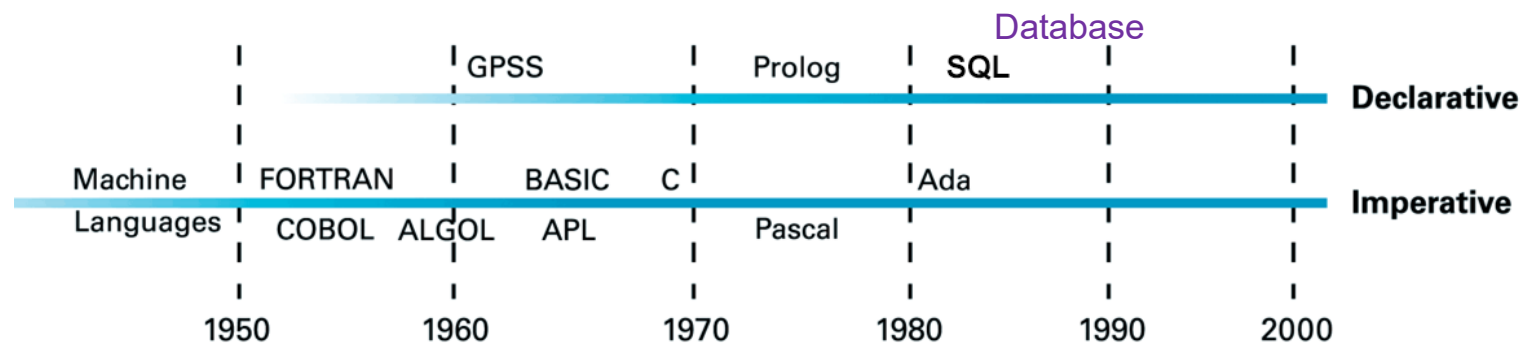 Database
GPSS Prolog SQL
Declarative
Machine FORTRAN BASIC C Ada
Imperative
Languages COBOL ALGOL APL Pascal
1950 1960 1970 1980 1990 2000